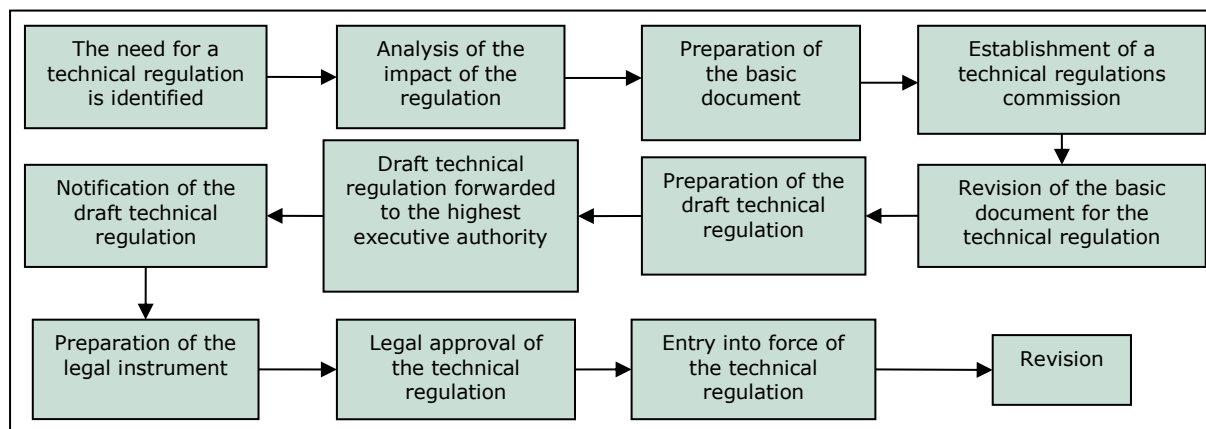 The need for a
technical regulation
is identified
Analysis of the
impact of the
regulation
Preparation of
the basic
document
Establishment of a
technical regulations
commission
Revision of the basic
document for the
technical regulation
Preparation of the
draft technical
regulation
Draft technical
regulation forwarded
to the highest
executive authority
Notification of the
draft technical
regulation
Preparation of the
legal instrument
Legal approval of
the technical
regulation
Entry into force of
the technical
regulation
Revision